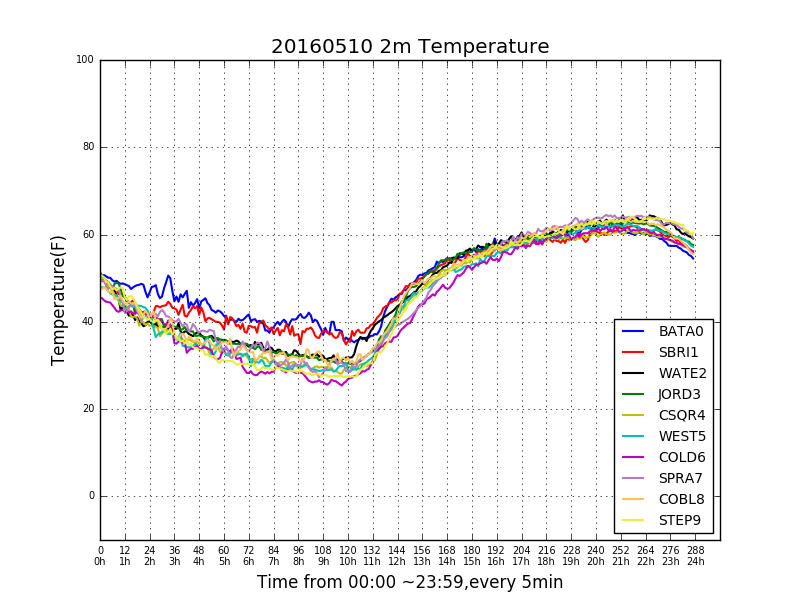 20160510 2m Temperature
Temperature(F)
100
80
60
40
20
0
0 12 24 36 48 60 72 84 96 108 120 132 144 156 168 180 192 204 216 228 240 252 264 276 288
0h 1h 2h 3h 4h 5h 6h 7h 8h 9h 10h 11h 12h 13h 14h 15h 16h 17h 18h 19h 20h 21h 22h 23h 24h
Time from 00:00 ~23:59,every 5min
BATA0
SBRI1
WATE2
JORD3
CSQR4
WEST5
COLD6
SPRA7
COBL8
STEP9